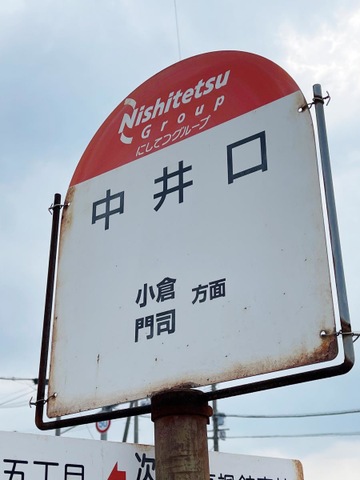 Nishitetsu
Group
にしてつグループ
中井口
小倉
門司
方面
五丁目
次